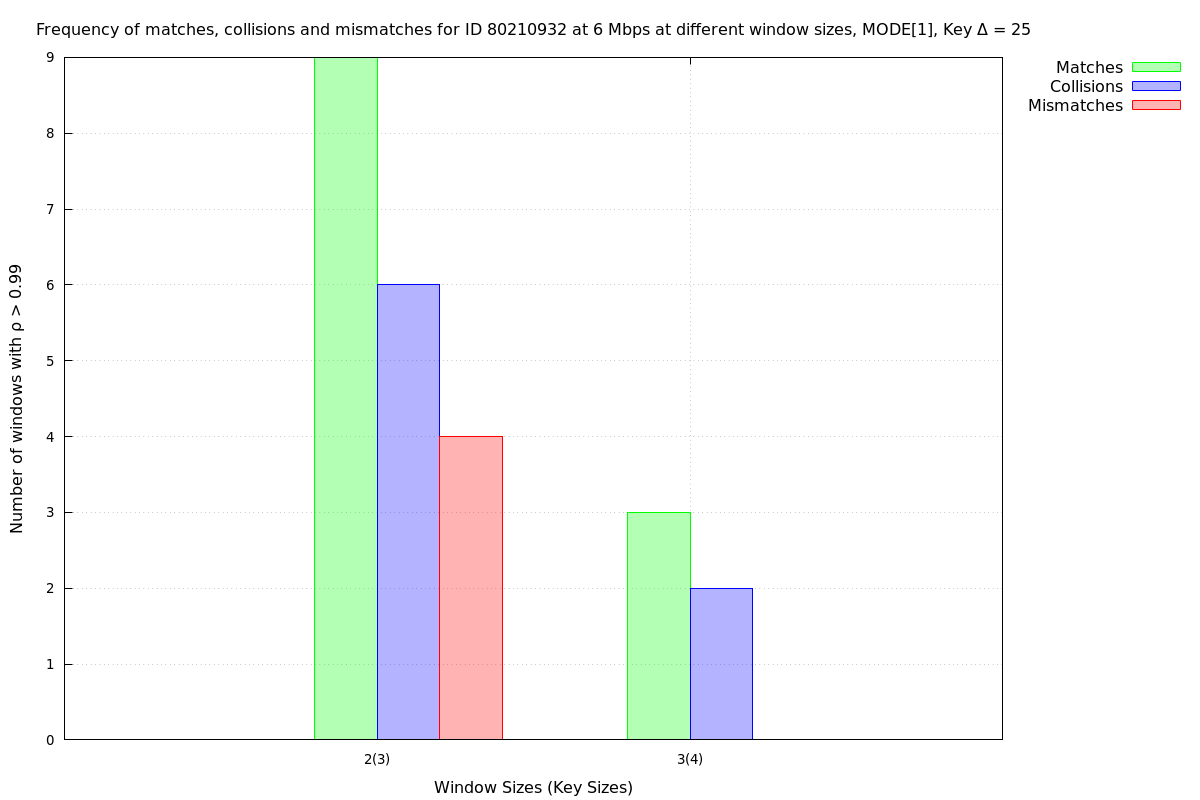 Frequency of matches, collisions and mismatches for ID 80210932 at 6 Mbps at different window sizes, MODE[1], Key Δ = 25
Matches
Collisions
Mismatches
Number of windows with ρ > 0.99
9
8
7
6
5
4
3
2
1
0
2(3)
3(4)
Window Sizes (Key Sizes)